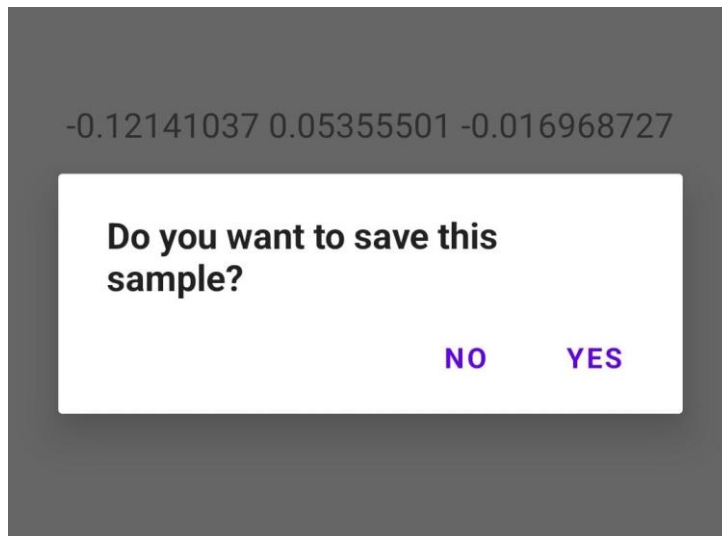 -0.12141037 0.05355501 -0.016968727
Do you want to save this
sample?
NO YES